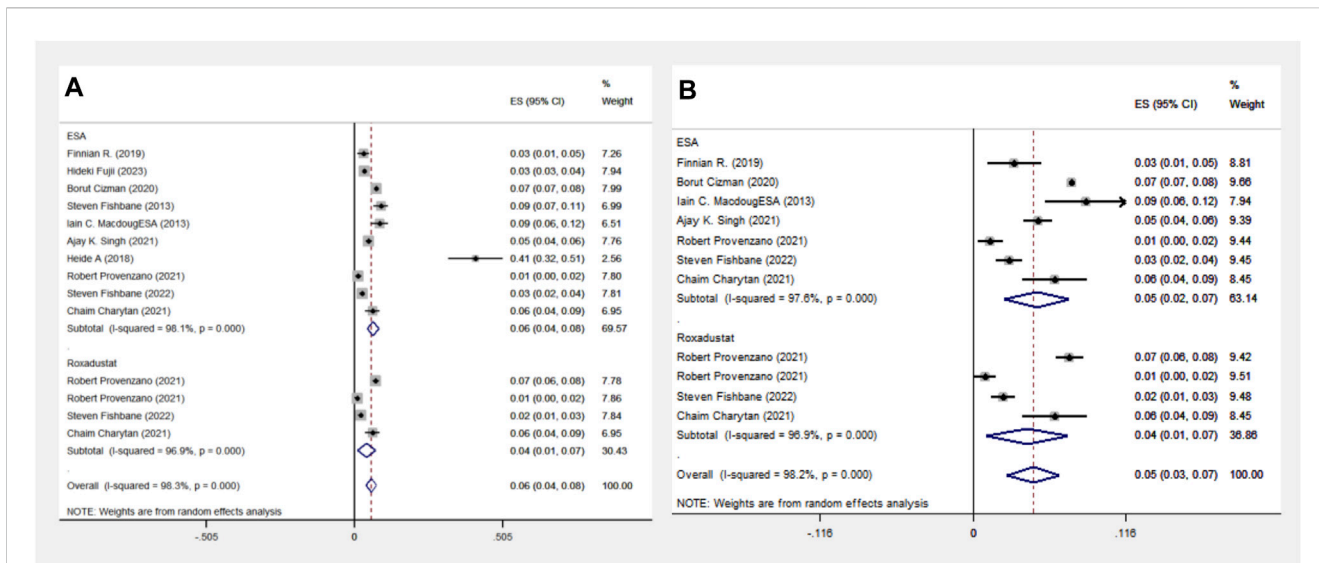 A
%
ES (95% CI) Weight
ESA
Finnian R. (2019) 0.03 (0.01, 0.05) 7.26
Hideki Fujii (2023) 0.03 (0.03, 0.04) 7.94
Borut Cizman (2020) 0.07 (0.07, 0.08) 7.99
Steven Fishbane (2013) 0.09 (0.07, 0.11) 6.99
Iain C. MacdougESA (2013) 0.09 (0.06, 0.12) 6.51
Ajay K. Singh (2021) 0.05 (0.04, 0.06) 7.76
Heide A (2018) 0.41 (0.32, 0.51) 2.56
Robert Provenzano (2021) 0.01 (0.00, 0.02) 7.80
Steven Fishbane (2022) 0.03 (0.02, 0.04) 7.81
Chaim Charytan (2021) 0.06 (0.04, 0.09) 6.95
Subtotal (I-squared = 98.1%, p = 0.000) 0.06 (0.04, 0.08) 69.57
.
Roxadustat
Robert Provenzano (2021) 0.07 (0.06, 0.08) 7.78
Robert Provenzano (2021) 0.01 (0.00, 0.02) 7.86
Steven Fishbane (2022) 0.02 (0.01, 0.03) 7.84
Chaim Charytan (2021) 0.06 (0.04, 0.09) 6.95
Subtotal (I-squared = 96.9%, p = 0.000) 0.04 (0.01, 0.07) 30.43
.
Overall (I-squared = 98.3%, p = 0.000) 0.06 (0.04, 0.08) 100.00
NOTE: Weights are from random effects analysis
-.505 0 .505
B
%
ES (95% CI) Weight
ESA
Finnian R. (2019) 0.03 (0.01, 0.05) 8.81
Borut Cizman (2020) 0.07 (0.07, 0.08) 9.66
Iain C. MacdougESA (2013) 0.09 (0.06, 0.12) 7.94
Ajay K. Singh (2021) 0.05 (0.04, 0.06) 9.39
Robert Provenzano (2021) 0.01 (0.00, 0.02) 9.44
Steven Fishbane (2022) 0.03 (0.02, 0.04) 9.45
Chaim Charytan (2021) 0.06 (0.04, 0.09) 8.45
Subtotal (I-squared = 97.6%, p = 0.000) 0.05 (0.02, 0.07) 63.14
.
Roxadustat
Robert Provenzano (2021) 0.07 (0.06, 0.08) 9.42
Robert Provenzano (2021) 0.01 (0.00, 0.02) 9.51
Steven Fishbane (2022) 0.02 (0.01, 0.03) 9.48
Chaim Charytan (2021) 0.06 (0.04, 0.09) 8.45
Subtotal (I-squared = 96.9%, p = 0.000) 0.04 (0.01, 0.07) 36.86
.
Overall (I-squared = 98.2%, p = 0.000) 0.05 (0.03, 0.07) 100.00
NOTE: Weights are from random effects analysis
-.116 0 .116